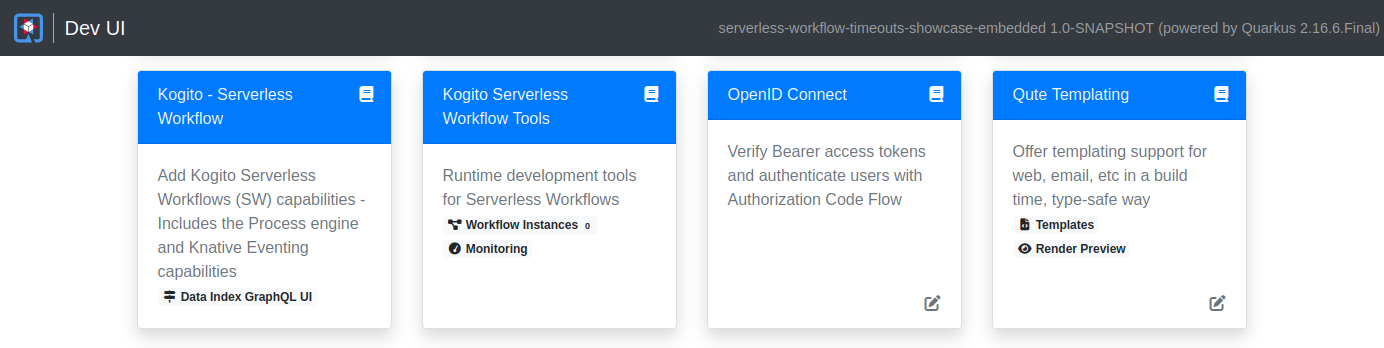 Dev UI
serverless-workflow-timeouts-showcase-embedded 1.0-SNAPSHOT (powered by Quarkus 2.16.6.Final)
Kogito - Serverless
Workflow
Add Kogito Serverless
Workflows (SW) capabilities -
Includes the Process engine
and Knative Eventing
capabilities
Data Index GraphQL UI
Kogito Serverless
Workflow Tools
Runtime development tools
for Serverless Workflows
Workflow Instances 0
Monitoring
OpenID Connect
Verify Bearer access tokens
and authenticate users with
Authorization Code Flow
Qute Templating
Offer templating support for
web, email, etc in a build
time, type-safe way
Templates
Render Preview